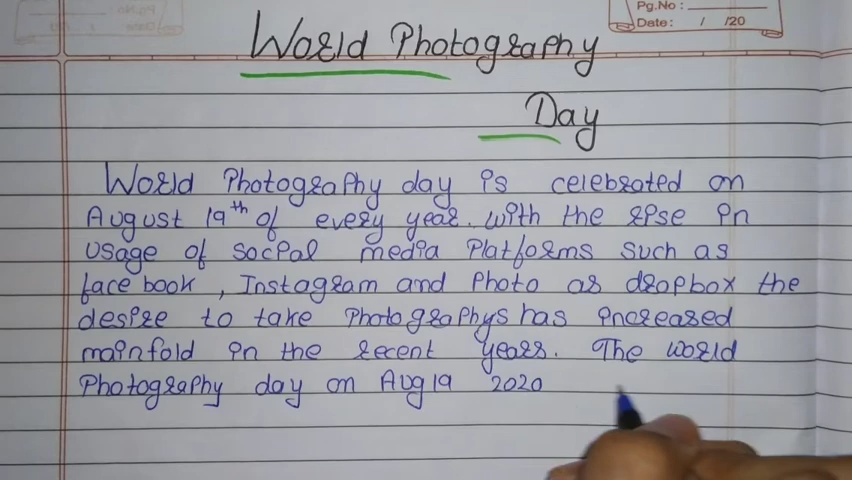 Pg.No :
Date: / /20
World Photography
Day
World Photography day is celebrated on
August 19th of every year. with the rise in
usage of social media Platforms such as
face book , Instagram and Photo as dropbox the
desire to take Photographys has increased
mainfold in the recent years. The world
Photography day on Aug 19 2020